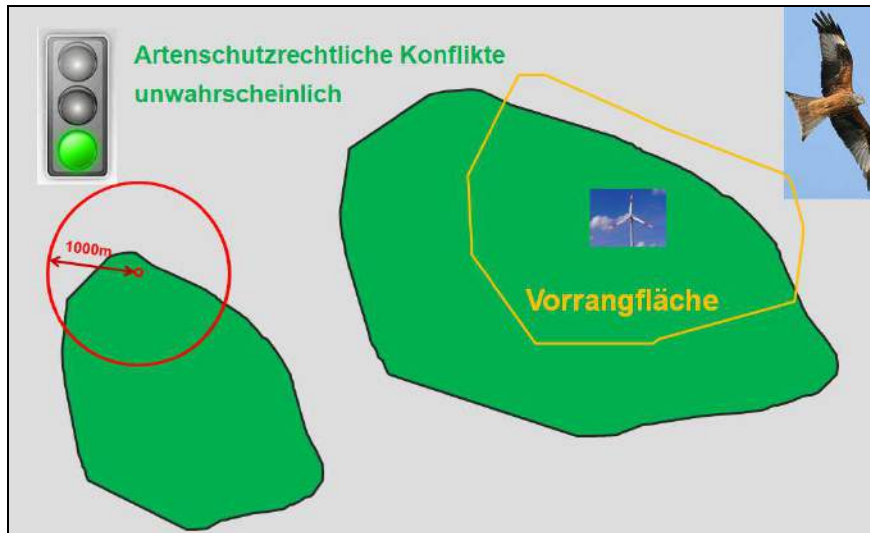 Artenschutzrechtliche Konflikte
unwahrscheinlich
1000m
Vorrangfläche